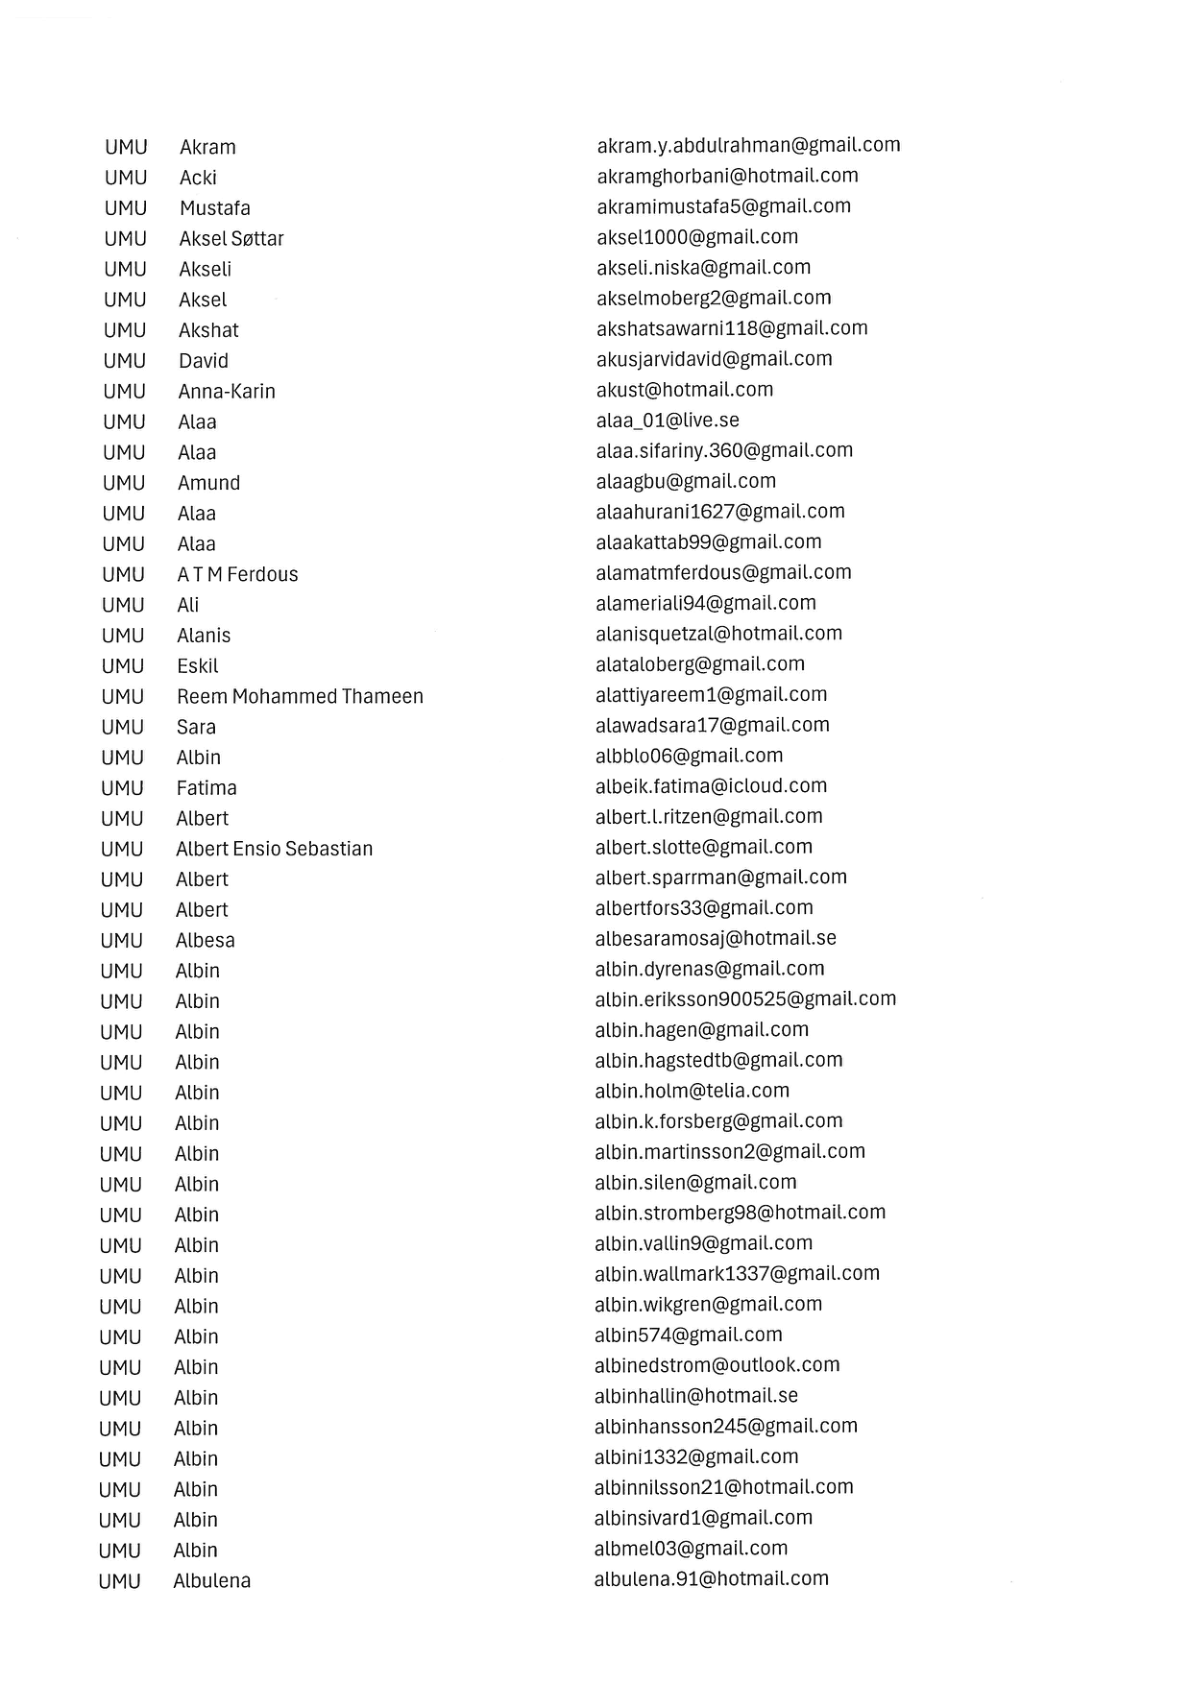 UMU Akram akram.y.abdulrahman@gmail.com
UMU Acki akramghorbani@hotmail.com
UMU Mustafa akramimustafa5@gmail.com
UMU Aksel Søttar aksel1000@gmail.com
UMU Akseli akseli.niska@gmail.com
UMU Aksel akselmoberg2@gmail.com
UMU Akshat akshatsawarni118@gmail.com
UMU David akusjarvidavid@gmail.com
UMU Anna-Karin akust@hotmail.com
UMU Alaa alaa_01@live.se
UMU Alaa alaa.sifariny.360@gmail.com
UMU Amund alaagbu@gmail.com
UMU Alaa alaahurani1627@gmail.com
UMU Alaa alaakattab99@gmail.com
UMU A T M Ferdous alamatmferdous@gmail.com
UMU Ali alameriali94@gmail.com
UMU Alanis alanisquetzal@hotmail.com
UMU Eskil alataloberg@gmail.com
UMU Reem Mohammed Thameen alattiyareem1@gmail.com
UMU Sara alawadsara17@gmail.com
UMU Albin albblo06@gmail.com
UMU Fatima albeik.fatima@icloud.com
UMU Albert albert.l.ritzen@gmail.com
UMU Albert Ensio Sebastian albert.slotte@gmail.com
UMU Albert albert.sparrman@gmail.com
UMU Albert albertfors33@gmail.com
UMU Albesa albesaramosaj@hotmail.se
UMU Albin albin.dyrenas@gmail.com
UMU Albin albin.eriksson900525@gmail.com
UMU Albin albin.hagen@gmail.com
UMU Albin albin.hagstedtb@gmail.com
UMU Albin albin.holm@telia.com
UMU Albin albin.k.forsberg@gmail.com
UMU Albin albin.martinsson2@gmail.com
UMU Albin albin.silen@gmail.com
UMU Albin albin.stromberg98@hotmail.com
UMU Albin albin.vallin9@gmail.com
UMU Albin albin.wallmark1337@gmail.com
UMU Albin albin.wikgren@gmail.com
UMU Albin albin574@gmail.com
UMU Albin albinedstrom@outlook.com
UMU Albin albinhallin@hotmail.se
UMU Albin albinhansson245@gmail.com
UMU Albin albini1332@gmail.com
UMU Albin albinnilsson21@hotmail.com
UMU Albin albinsivard1@gmail.com
UMU Albin albmel03@gmail.com
UMU Albulena albulena.91@hotmail.com